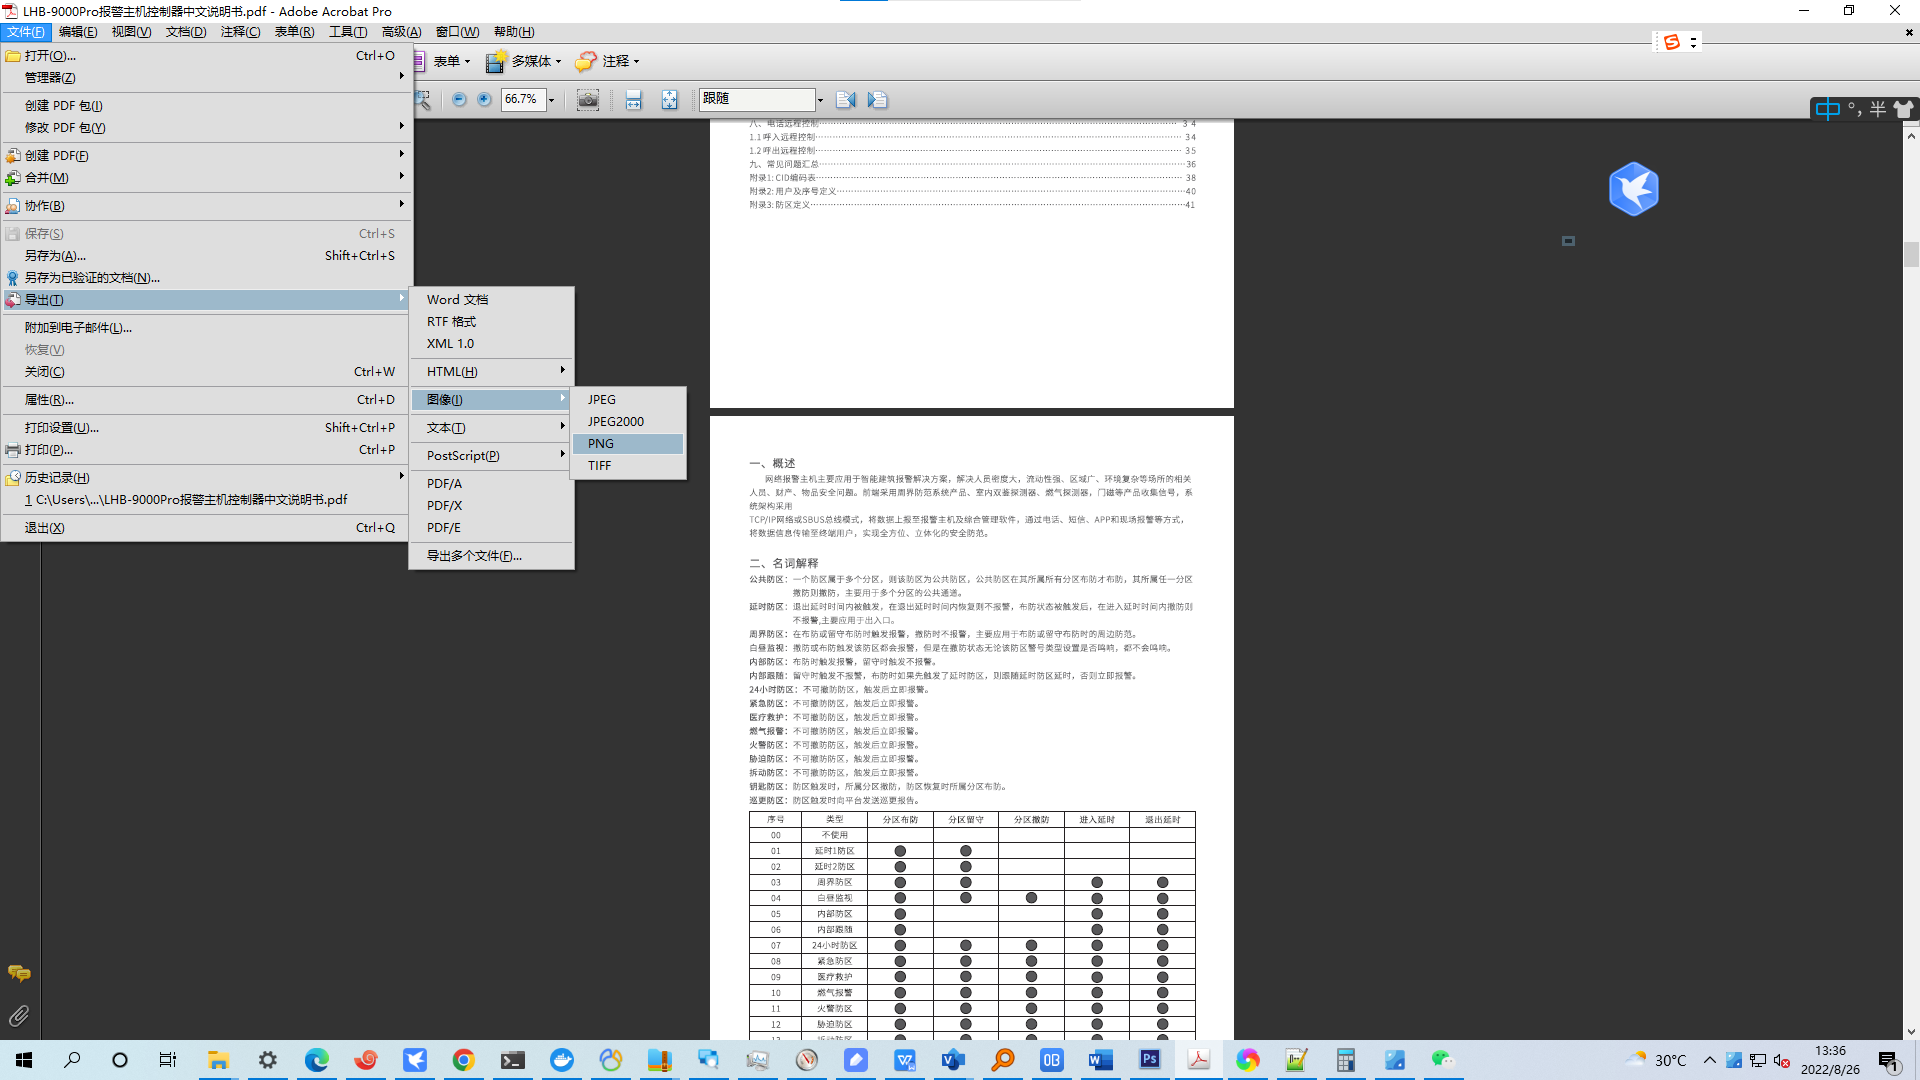 LHB-9000Pro报警主机控制器中文说明书.pdf - Adobe Acrobat Pro
文件(F) 编辑(E) 视图(V) 文档(D) 注释(C) 表单(R) 工具(T) 高级(A) 窗口(W) 帮助(H)
表单 多媒体 注释
66.7% 跟随
中 °, 半
打开(O)... Ctrl+O
管理器(Z)
创建 PDF 包(I)
修改 PDF 包(Y)
创建 PDF(F)
合并(M)
协作(B)
保存(S) Ctrl+S
另存为(A)... Shift+Ctrl+S
另存为已验证的文档(N)...
导出(T)
附加到电子邮件(L)...
恢复(V)
关闭(C) Ctrl+W
属性(R)... Ctrl+D
打印设置(U)... Shift+Ctrl+P
打印(P)... Ctrl+P
历史记录(H)
1 C:\Users\...\LHB-9000Pro报警主机控制器中文说明书.pdf
退出(X) Ctrl+Q
Word 文档
RTF 格式
XML 1.0
HTML(H)
图像(I)
文本(T)
PostScript(P)
PDF/A
PDF/X
PDF/E
导出多个文件(F)...
JPEG
JPEG2000
PNG
TIFF
八、电话远程控制 34
1.1 呼入远程控制 34
1.2 呼出远程控制 35
九、常见问题汇总 36
附录1: CID编码表 38
附录2: 用户及序号定义 40
附录3: 防区定义 41
一、概述
网络报警主机主要应用于智能建筑报警解决方案，解决人员密度大，流动性强、区域广、环境复杂等场所的相关
人员、财产、物品安全问题。前端采用周界防范系统产品、室内双鉴探测器、燃气探测器，门磁等产品收集信号，系
统架构采用
TCP/IP网络或SBUS总线模式，将数据上报至报警主机及综合管理软件，通过电话、短信、APP和现场报警等方式，
将数据信息传输至终端用户，实现全方位、立体化的安全防范。
二、名词解释
公共防区：一个防区属于多个分区，则该防区为公共防区，公共防区在其所属所有分区布防才布防，其所属任一分区
撤防则撤防，主要用于多个分区的公共通道。
延时防区：退出延时时间内被触发，在退出延时时间内恢复则不报警，布防状态被触发后，在进入延时时间内撤防则
不报警,主要应用于出入口。
周界防区：在布防或留守布防时触发报警，撤防时不报警，主要应用于布防或留守布防时的周边防范。
白昼监视：撤防或布防触发该防区都会报警，但是在撤防状态无论该防区警号类型设置是否鸣响，都不会鸣响。
内部防区：布防时触发报警，留守时触发不报警。
内部跟随：留守时触发不报警，布防时如果先触发了延时防区，则跟随延时防区延时，否则立即报警。
24小时防区：不可撤防防区，触发后立即报警。
紧急防区：不可撤防防区，触发后立即报警。
医疗救护：不可撤防防区，触发后立即报警。
燃气报警：不可撤防防区，触发后立即报警。
火警防区：不可撤防防区，触发后立即报警。
胁迫防区：不可撤防防区，触发后立即报警。
拆动防区：不可撤防防区，触发后立即报警。
钥匙防区：防区触发时，所属分区撤防，防区恢复时所属分区布防。
巡更防区：防区触发时向平台发送巡更报告。
序号 类型 分区布防 分区留守 分区撤防 进入延时 退出延时
00 不使用
01 延时1防区
02 延时2防区
03 周界防区
04 白昼监视
05 内部防区
06 内部跟随
07 24小时防区
08 紧急防区
09 医疗救护
10 燃气报警
11 火警防区
12 胁迫防区
13 拆动防区
30°C
13:36
2022/8/26